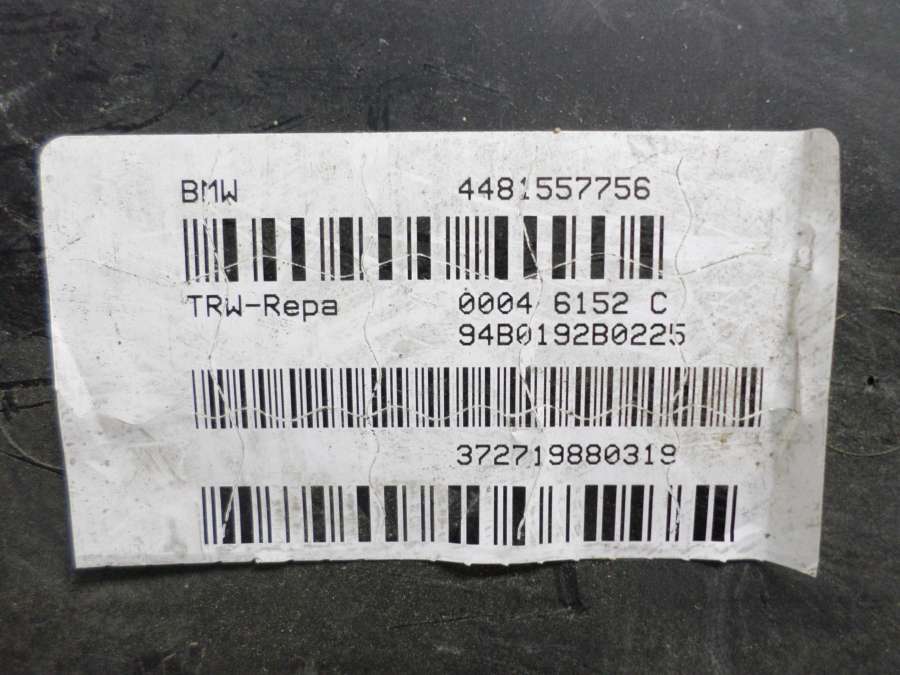 BMW 4481557756
TRW-Repa 0004 6152 C
94B0192B0225
372719880319